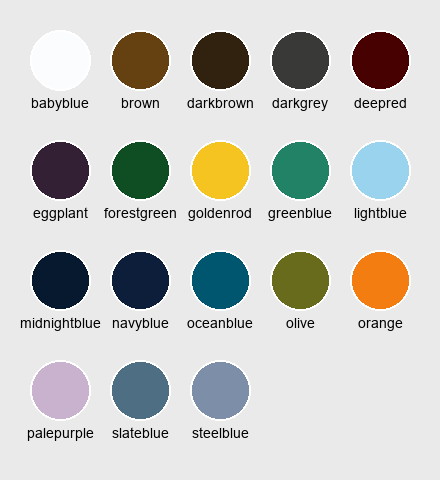 babyblue brown darkbrown darkgrey deepred
eggplant forestgreen goldenrod greenblue lightblue
midnightblue navyblue oceanblue olive orange
palepurple slateblue steelblue